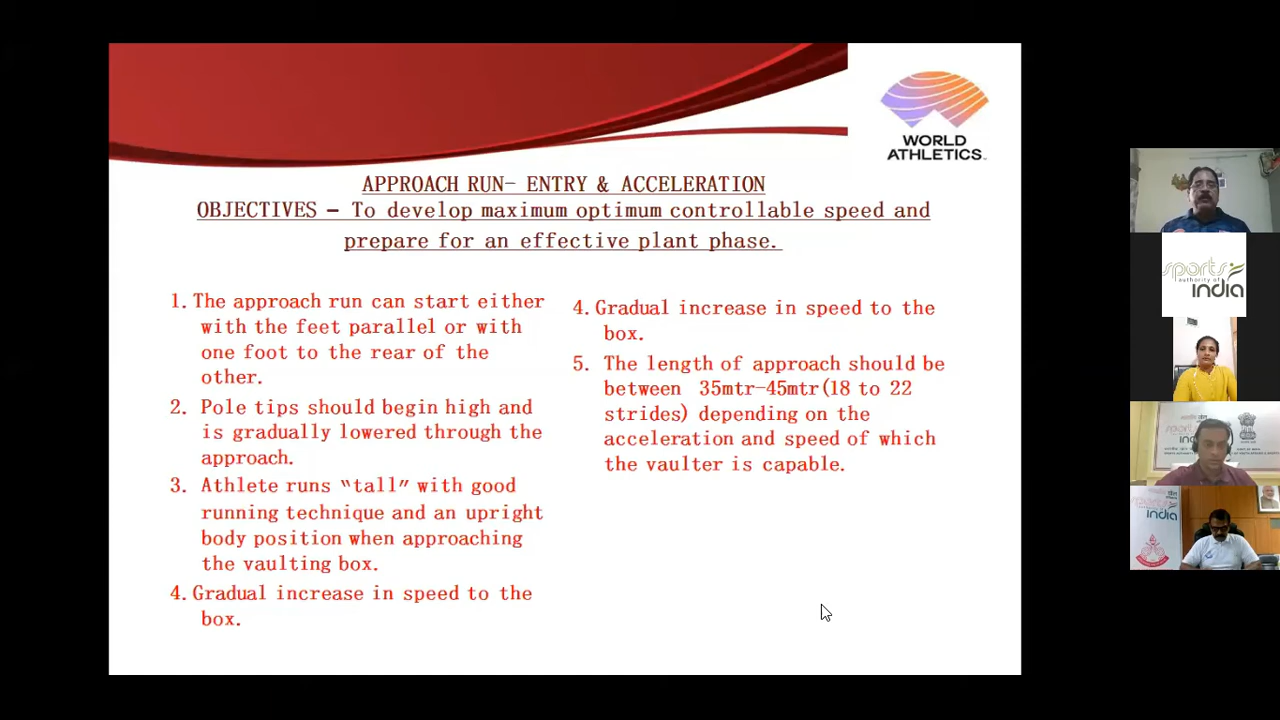 WORLD
ATHLETICS
APPROACH RUN- ENTRY & ACCELERATION
OBJECTIVES – To develop maximum optimum controllable speed and
prepare for an effective plant phase.
1. The approach run can start either
with the feet parallel or with
one foot to the rear of the
other.
2. Pole tips should begin high and
is gradually lowered through the
approach.
3. Athlete runs “tall” with good
running technique and an upright
body position when approaching
the vaulting box.
4. Gradual increase in speed to the
box.
4. Gradual increase in speed to the
box.
5. The length of approach should be
between 35mtr-45mtr(18 to 22
strides) depending on the
acceleration and speed of which
the vaulter is capable.
sports
authority of
india
india